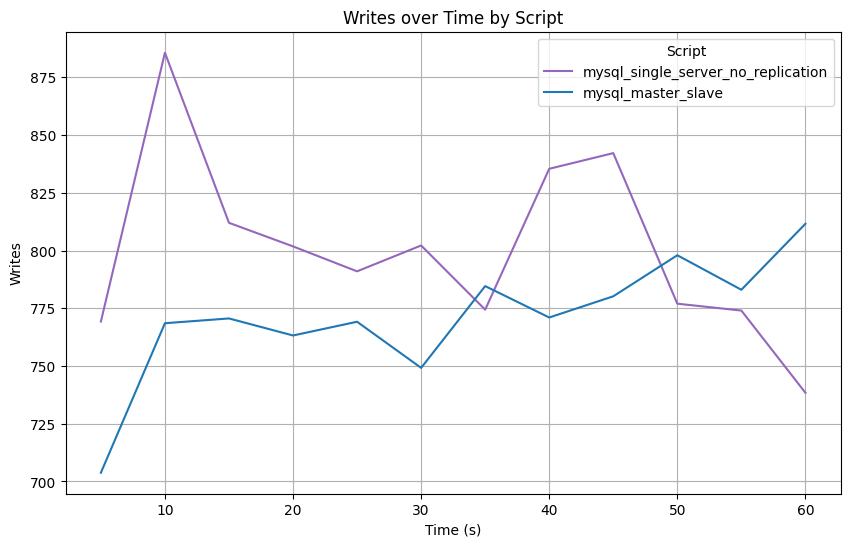 Writes over Time by Script
Script
mysql_single_server_no_replication
mysql_master_slave
Writes
875
850
825
800
775
750
725
700
10 20 30 40 50 60
Time (s)